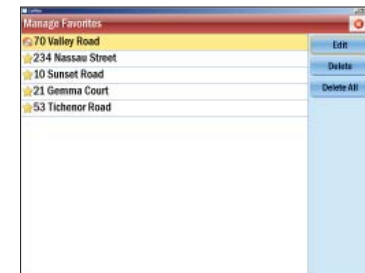 Manage Favorites
70 Valley Road
Edit
234 Nassau Street
Delete
10 Sunset Road
Delete All
21 Gemma Court
53 Tichenor Road